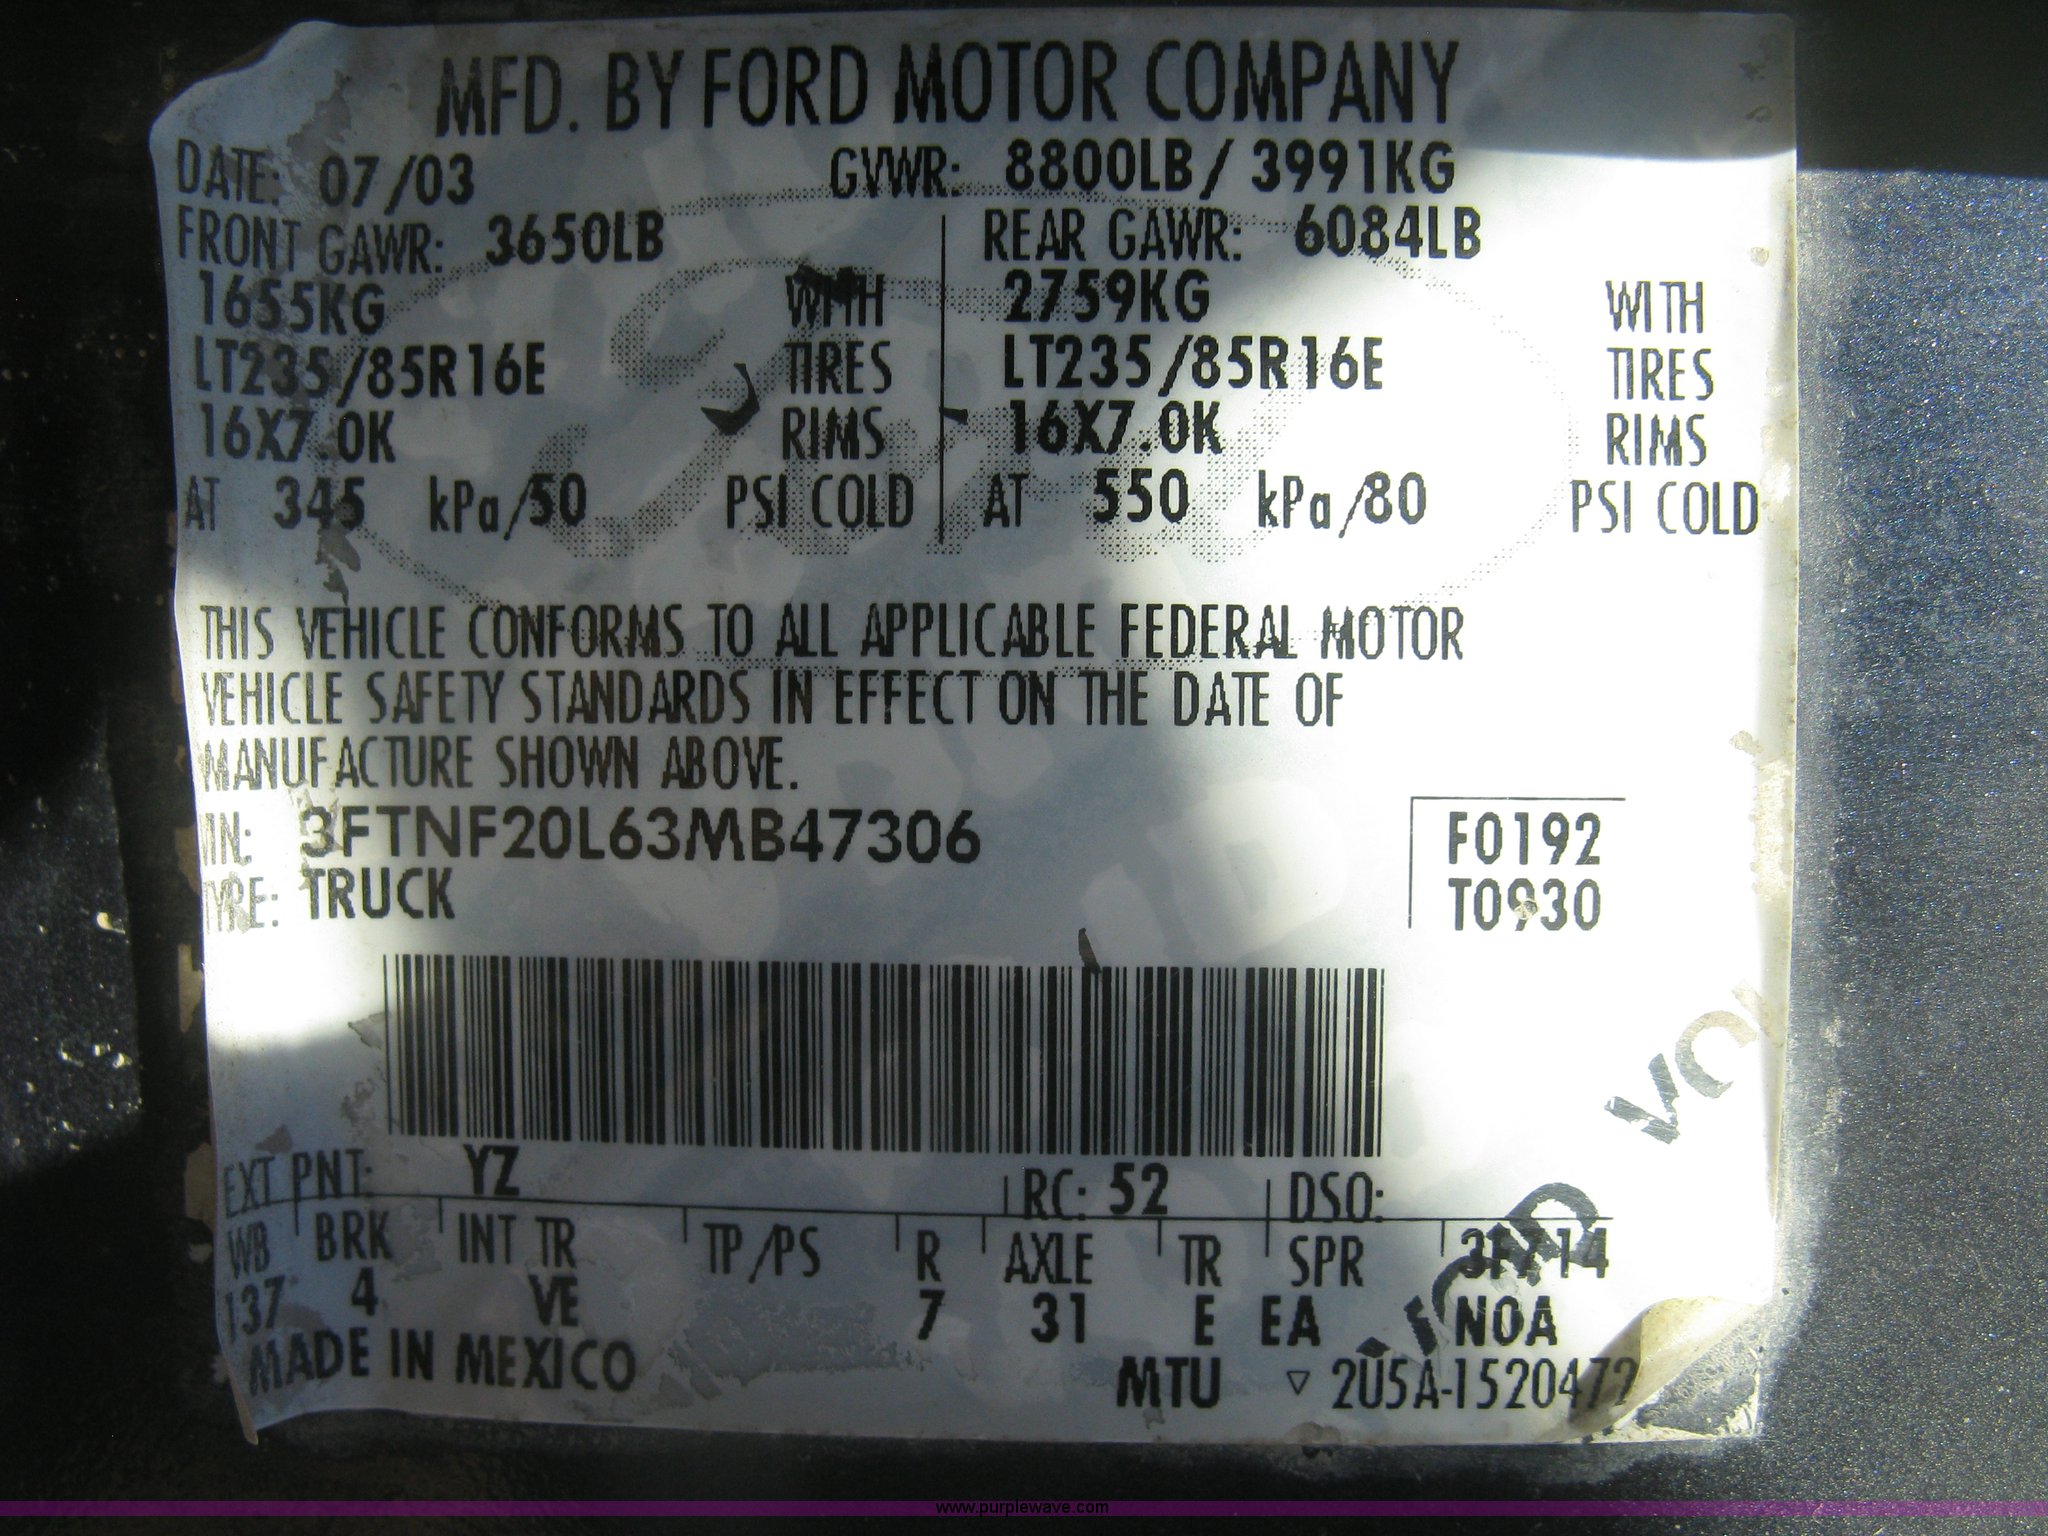 MFD. BY FORD MOTOR COMPANY
DATE: 07/03 GVWR: 8800LB/ 3991KG
FRONT GAWR: 3650LB REAR GAWR: 6084LB
1655KG WITH 2759KG WITH
LT235/85R16E TIRES LT235/85R16E TIRES
16X7.0K RIMS 16X7.0K RIMS
AT 345 kPa/50 PSI COLD AT 550 kPa/80 PSI COLD
THIS VEHICLE CONFORMS TO ALL APPLICABLE FEDERAL MOTOR
VEHICLE SAFETY STANDARDS IN EFFECT ON THE DATE OF
MANUFACTURE SHOWN ABOVE.
VIN: 3FTNF20L63MB47306 F0192
TYPE: TRUCK T0930
EXT PNT: YZ RC: 52 DSO:
WB BRK INT TR TP/PS R AXLE TR SPR
137 4 VE 7 31 E EA NOA
MADE IN MEXICO MTU ▽ 2U5A-1520472
VOID
www.purplewave.com